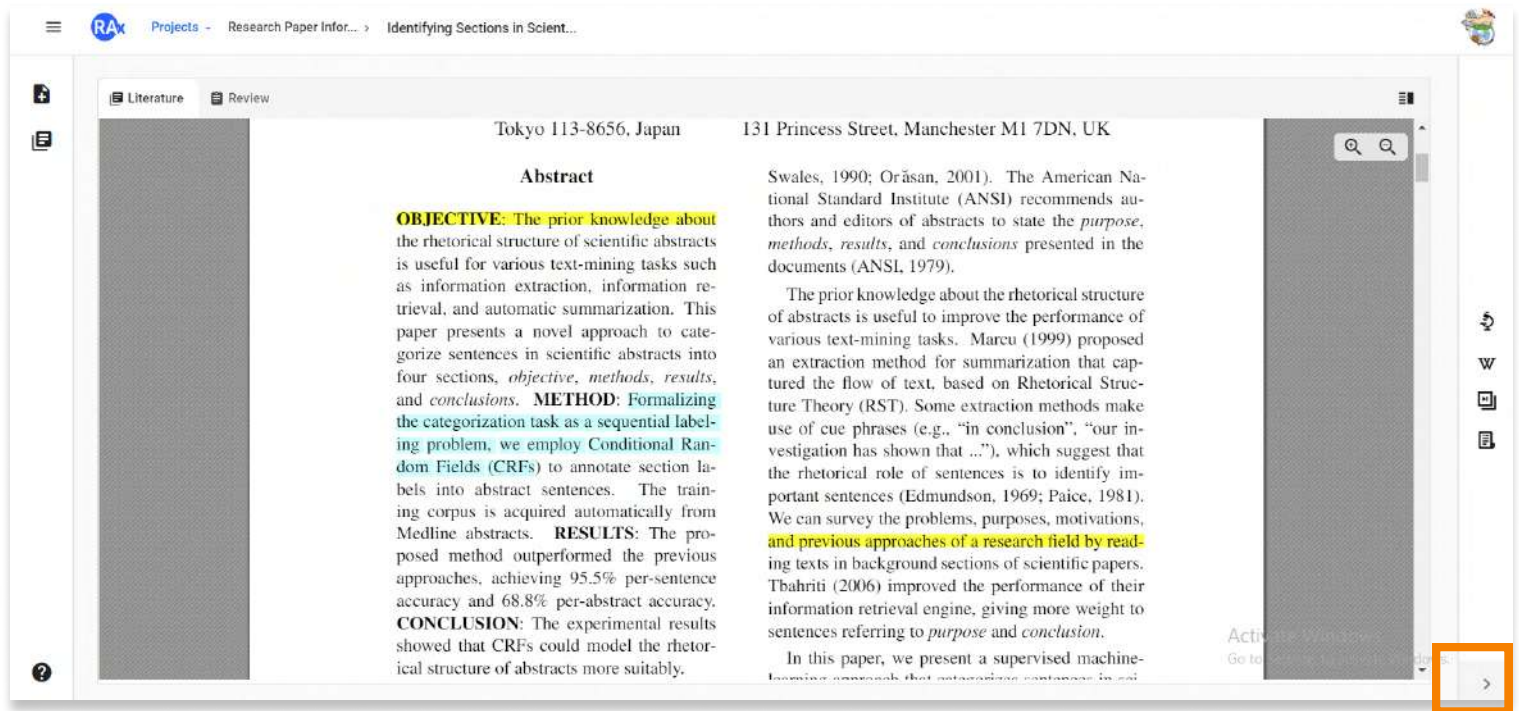 RAx Projects - Research Paper Infor... > Identifying Sections in Scient...
Literature Review
Tokyo 113-8656, Japan 131 Princess Street, Manchester M1 7DN, UK
Abstract
OBJECTIVE: The prior knowledge about
the rhetorical structure of scientific abstracts
is useful for various text-mining tasks such
as information extraction, information re-
trieval, and automatic summarization. This
paper presents a novel approach to cate-
gorize sentences in scientific abstracts into
four sections, objective, methods, results,
and conclusions. METHOD: Formalizing
the categorization task as a sequential label-
ing problem, we employ Conditional Ran-
dom Fields (CRFs) to annotate section la-
bels into abstract sentences. The train-
ing corpus is acquired automatically from
Medline abstracts. RESULTS: The pro-
posed method outperformed the previous
approaches, achieving 95.5% per-sentence
accuracy and 68.8% per-abstract accuracy.
CONCLUSION: The experimental results
showed that CRFs could model the rhetor-
ical structure of abstracts more suitably.
Swales, 1990; Orăsan, 2001). The American Na-
tional Standard Institute (ANSI) recommends au-
thors and editors of abstracts to state the purpose,
methods, results, and conclusions presented in the
documents (ANSI, 1979).
The prior knowledge about the rhetorical structure
of abstracts is useful to improve the performance of
various text-mining tasks. Marcu (1999) proposed
an extraction method for summarization that cap-
tured the flow of text, based on Rhetorical Struc-
ture Theory (RST). Some extraction methods make
use of cue phrases (e.g., “in conclusion”, “our in-
vestigation has shown that ...”), which suggest that
the rhetorical role of sentences is to identify im-
portant sentences (Edmundson, 1969; Paice, 1981).
We can survey the problems, purposes, motivations,
and previous approaches of a research field by read-
ing texts in background sections of scientific papers.
Tbahriti (2006) improved the performance of their
information retrieval engine, giving more weight to
sentences referring to purpose and conclusion.
In this paper, we present a supervised machine-
learning approach that categorizes sentences in sci-
W
Activate Windows
Go to